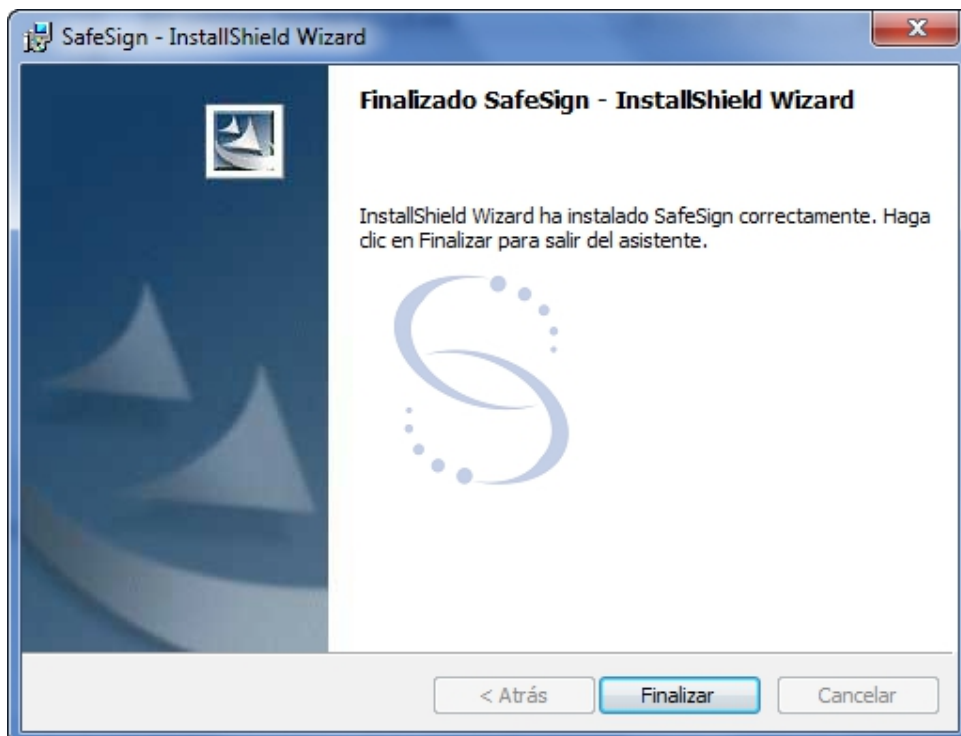 SafeSign - InstallShield Wizard
Finalizado SafeSign - InstallShield Wizard
InstallShield Wizard ha instalado SafeSign correctamente. Haga
clic en Finalizar para salir del asistente.
< Atrás
Finalizar
Cancelar